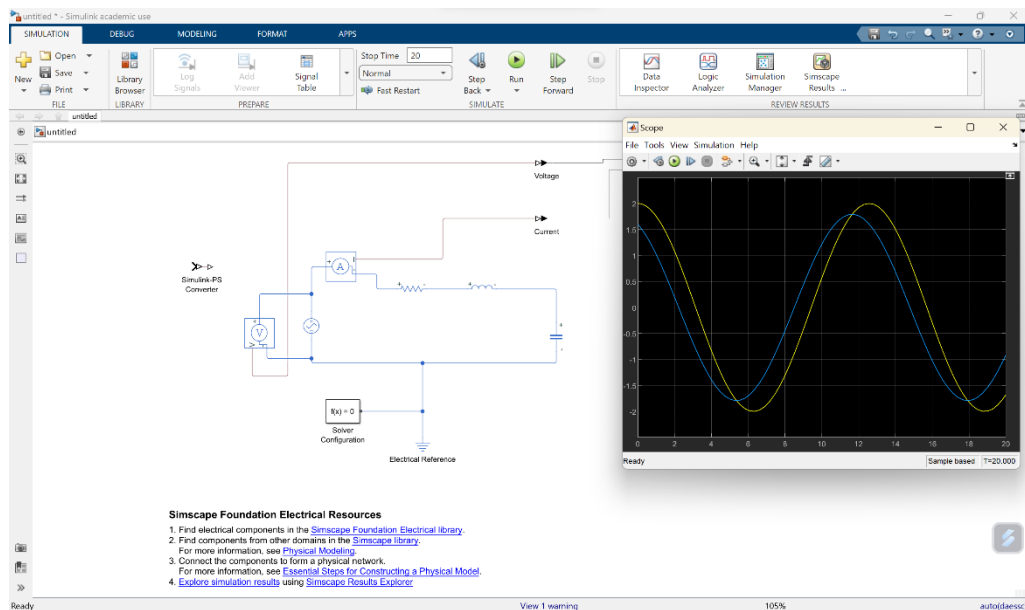 untitled * - Simulink academic use
SIMULATION DEBUG MODELING FORMAT APPS
New
Open
Save
Print
FILE
Library Browser
LIBRARY
Log Signals
Add Viewer
Signal Table
PREPARE
Stop Time 20
Normal
Fast Restart
Step Back
Run
Step Forward
Stop
SIMULATE
Data Inspector
Logic Analyzer
Simulation Manager
Simscape Results ...
REVIEW RESULTS
untitled
untitled
Voltage
Current
Simulink-PS
Converter
+
A
I
+ -
+ -
+
V
+
-
f(x) = 0
Solver
Configuration
Electrical Reference
Scope
File Tools View Simulation Help
2
1.5
1
0.5
0
-0.5
-1
-1.5
-2
0 2 4 6 8 10 12 14 16 18 20
Ready Sample based T=20.000
Simscape Foundation Electrical Resources
1. Find electrical components in the Simscape Foundation Electrical library.
2. Find components from other domains in the Simscape library.
For more information, see Physical Modeling.
3. Connect the components to form a physical network.
For more information, see Essential Steps for Constructing a Physical Model.
4. Explore simulation results using Simscape Results Explorer
Ready View 1 warning 105% auto(daessc